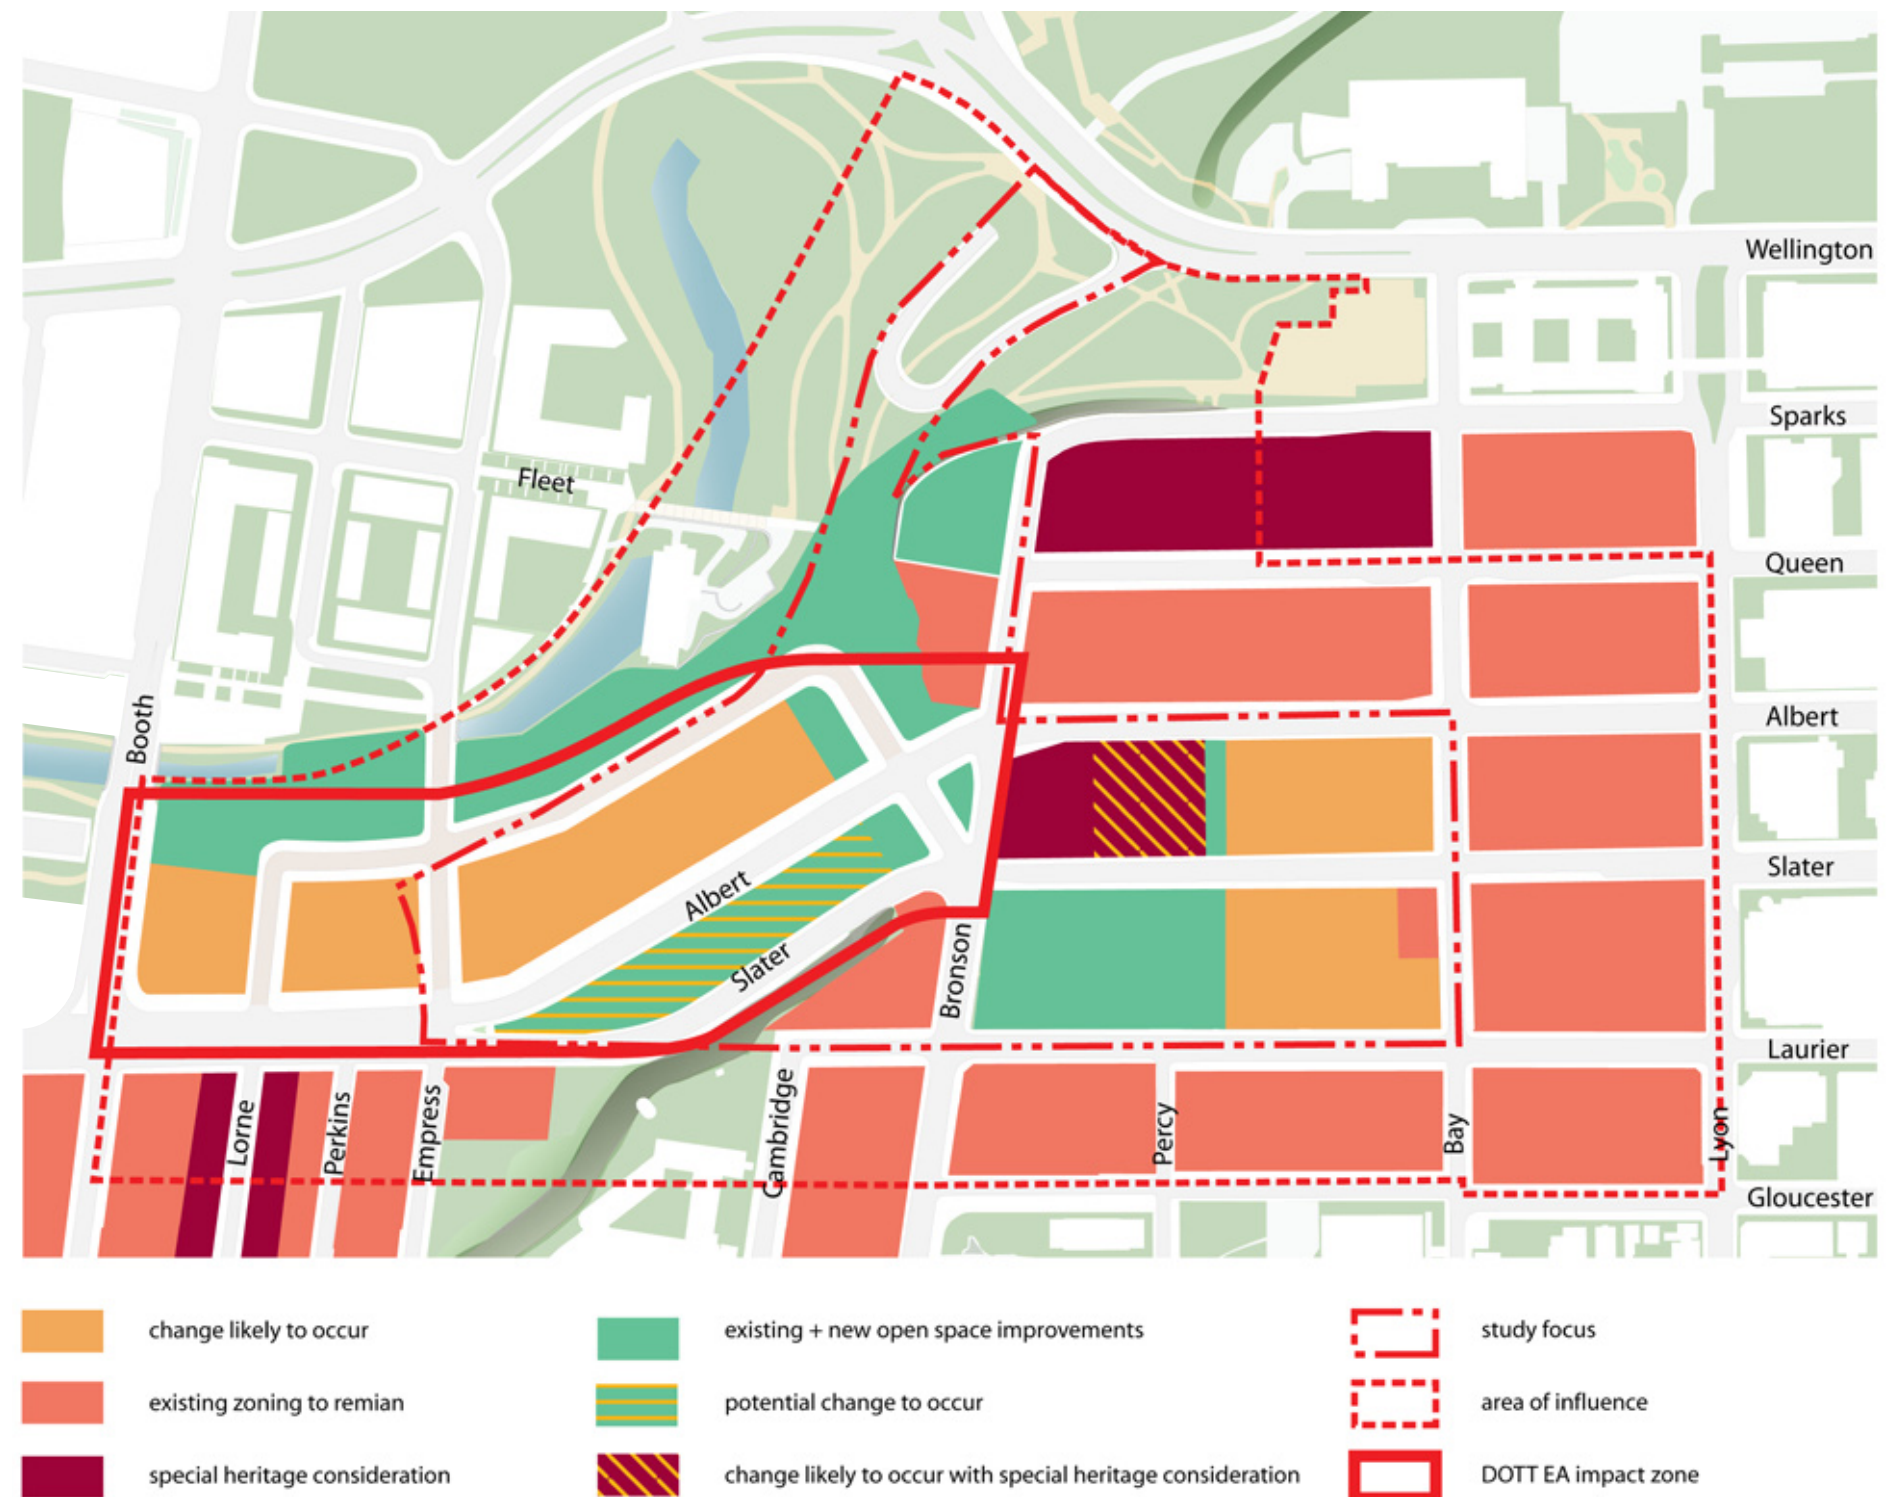 Wellington
Sparks
Fleet
Queen
Booth
Albert
Slater
Albert
Slater
Bronson
Laurier
Lorne
Perkins
Empress
Cambridge
Percy
Bay
Lyon
Gloucester
change likely to occur
existing + new open space improvements
study focus
existing zoning to remian
potential change to occur
area of influence
special heritage consideration
change likely to occur with special heritage consideration
DOTT EA impact zone